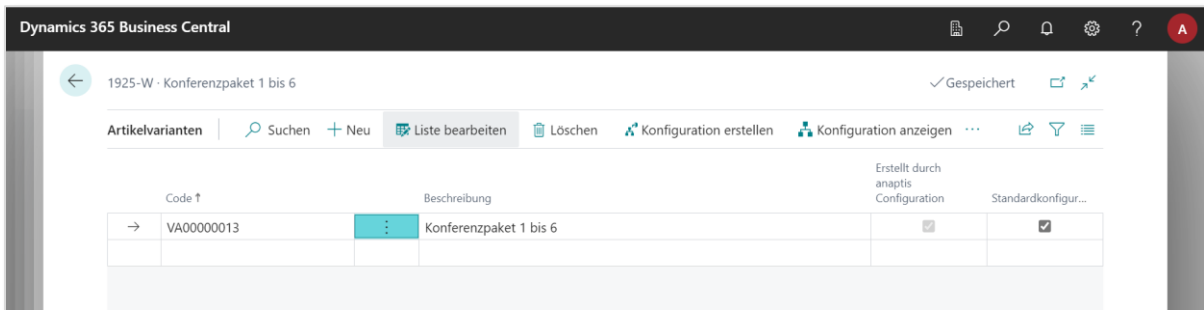 Dynamics 365 Business Central
A
1925-W · Konferenzpaket 1 bis 6
Gespeichert
Artikelvarianten
Suchen
Neu
Liste bearbeiten
Löschen
Konfiguration erstellen
Konfiguration anzeigen
Code ↑
Beschreibung
Erstellt durch
anaptis
Configuration
Standardkonfigur...
VA00000013
Konferenzpaket 1 bis 6